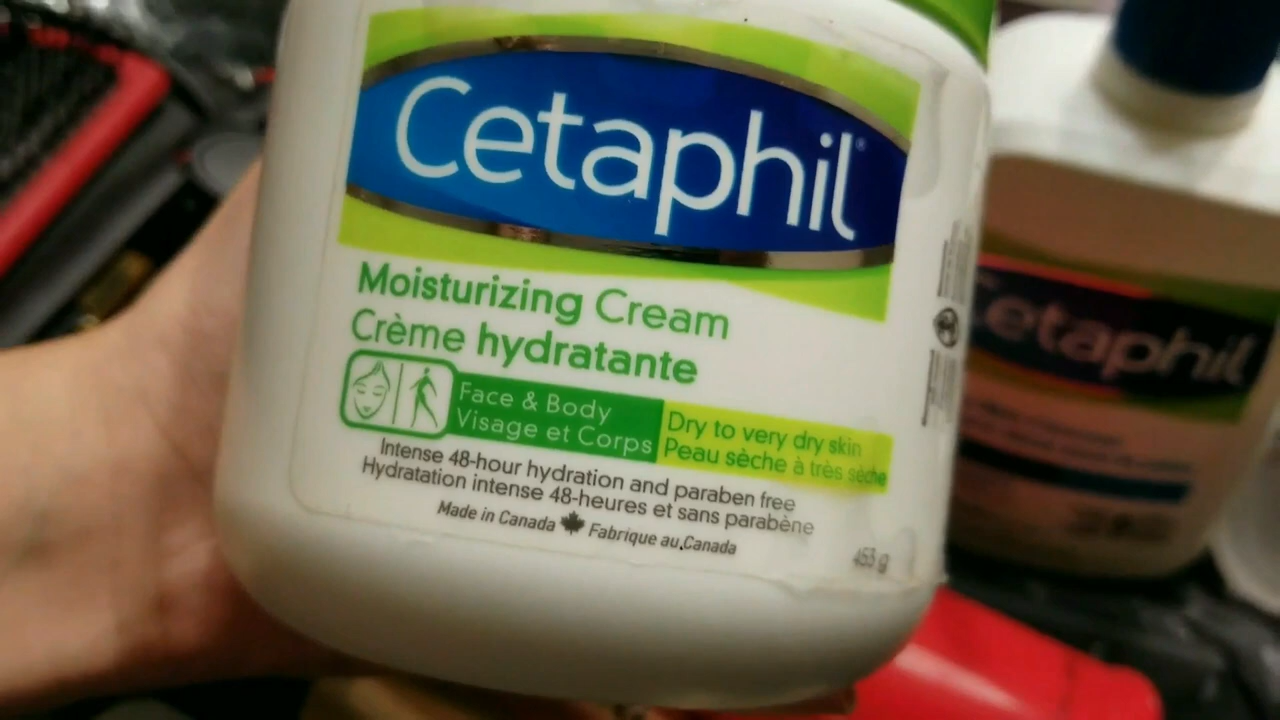 Cetaphil®
Moisturizing Cream
Crème hydratante
Face & Body
Visage et Corps
Dry to very dry skin
Peau sèche à très sèche
Intense 48-hour hydration and paraben free
Hydratation intense 48-heures et sans parabène
Made in Canada Fabriqué au Canada
453 g
Cetaphil